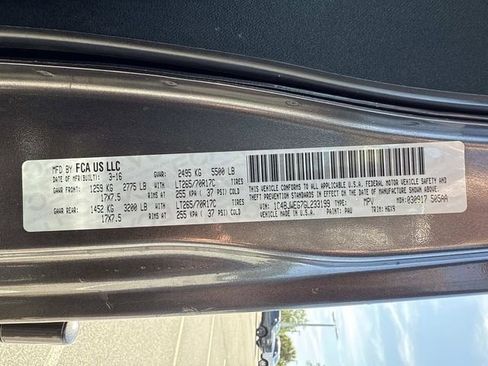 MFD BY FCA US LLC
DATE OF MFR(BUILT): 3-16 GVWR: 2495 KG 5500 LB
GAWR FRONT: 1259 KG 2775 LB LT265/70R17C TIRES
17X7.5 RIMS AT 255 KPA ( 37 PSI) COLD
GAWR REAR: 1452 KG 3200 LB LT265/70R17C TIRES
17X7.5 RIMS AT 255 KPA ( 37 PSI) COLD
THIS VEHICLE CONFORMS TO ALL APPLICABLE U.S.A. FEDERAL MOTOR VEHICLE SAFETY AND
THEFT PREVENTION STANDARDS IN EFFECT ON THE DATE OF MANUFACTURE SHOWN ABOVE.
VIN: 1C4BJWEG7GL233199 TYPE: MPV MDH:030917 505AA
VEHICLE MADE IN U.S.A. PAINT: PAU TRIM: H6X9